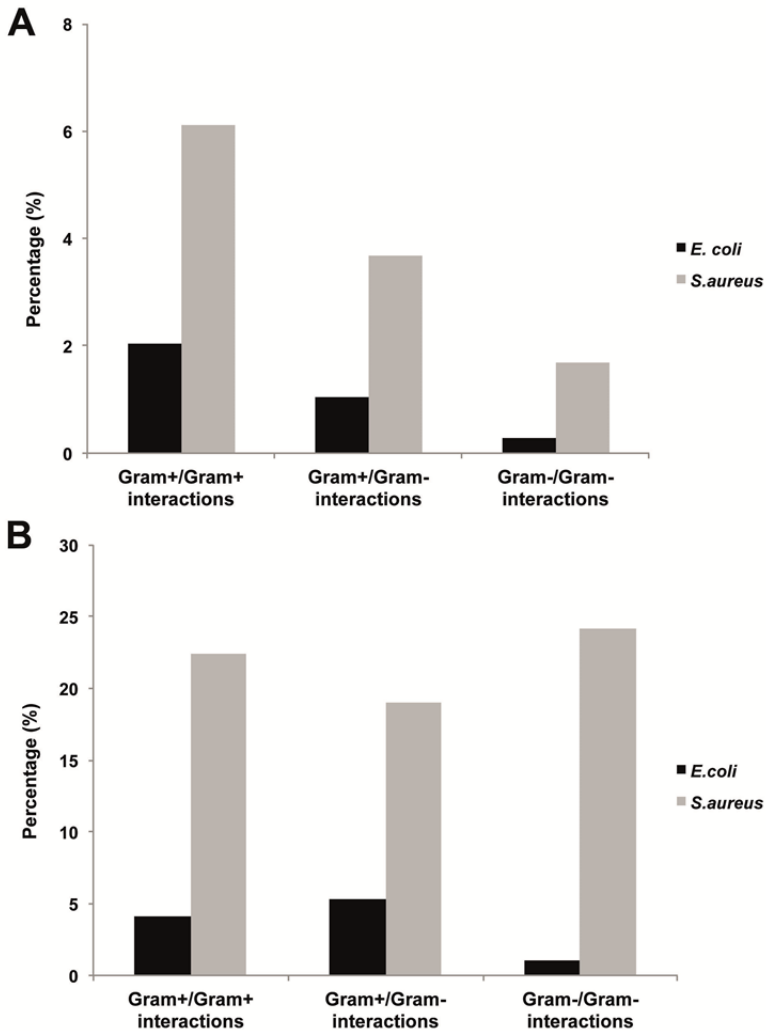 A
8
6
4
2
0
Percentage (%)
E. coli
S.aureus
Gram+/Gram+
interactions
Gram+/Gram-
interactions
Gram-/Gram-
interactions
B
30
25
20
15
10
5
0
Percentage (%)
E.coli
S.aureus
Gram+/Gram+
interactions
Gram+/Gram-
interactions
Gram-/Gram-
interactions